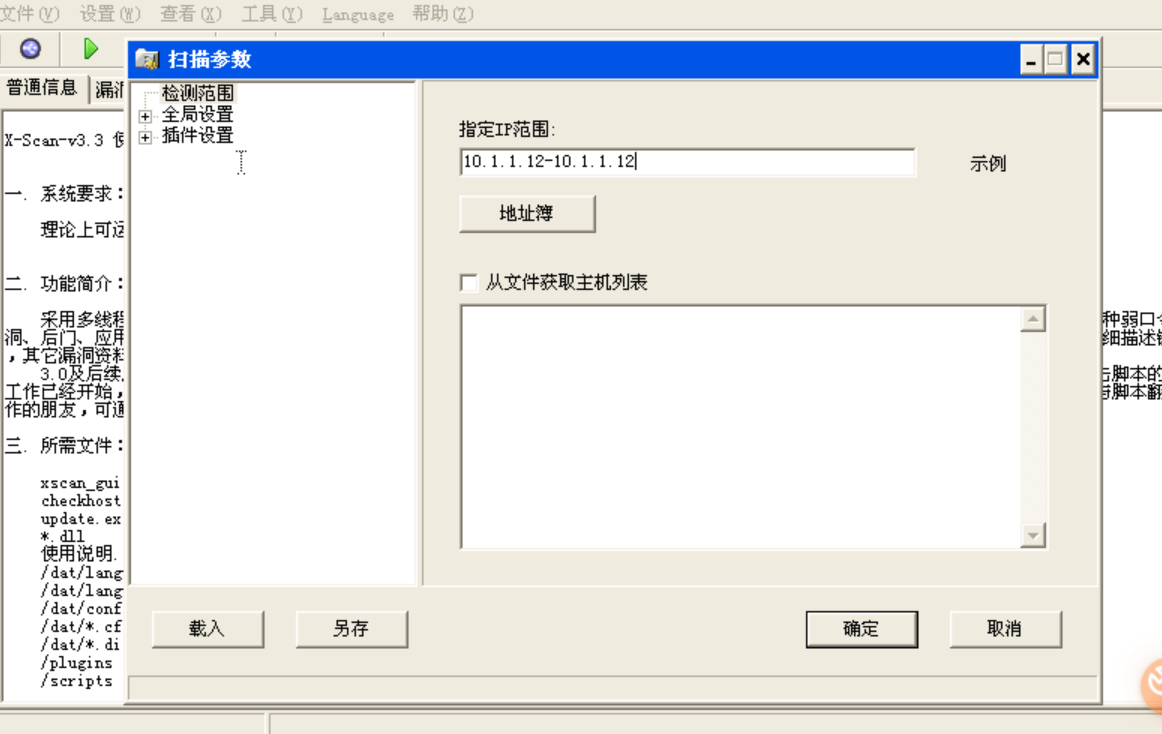 文件(V) 设置(W) 查看(X) 工具(Y) Language 帮助(Z)
扫描参数
普通信息
检测范围
全局设置
插件设置
指定IP范围:
10.1.1.12-10.1.1.12
示例
地址簿
从文件获取主机列表
载入
另存
确定
取消
X-Scan-v3.3
一. 系统要求:
理论上可
二. 功能简介:
采用多线程
种弱口
洞、后门、应用
细描述
,其它漏洞资料
3.0及后续
脚本的
工作已经开始,
脚本翻
作的朋友,可通
三. 所需文件:
xscan_gui
checkhost
update.ex
*.dll
使用说明.
/dat/lang
/dat/lang
/dat/conf
/dat/*.cf
/dat/*.di
/plugins
/scripts